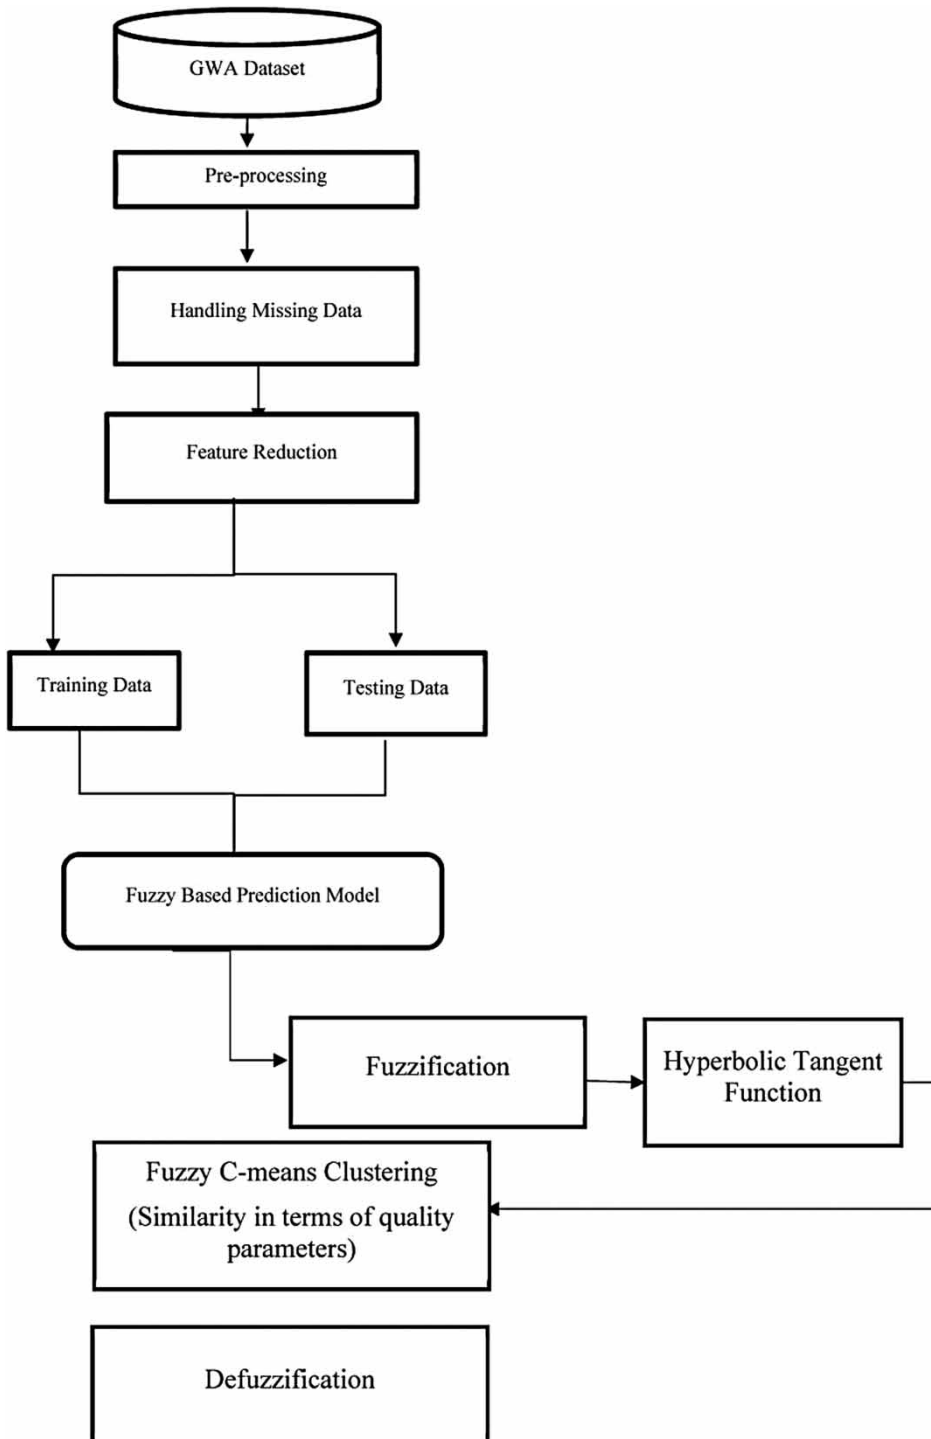 GWA Dataset
Pre-processing
Handling Missing Data
Feature Reduction
Training Data
Testing Data
Fuzzy Based Prediction Model
Fuzzification
Hyperbolic Tangent
Function
Fuzzy C-means Clustering
(Similarity in terms of quality
parameters)
Defuzzification